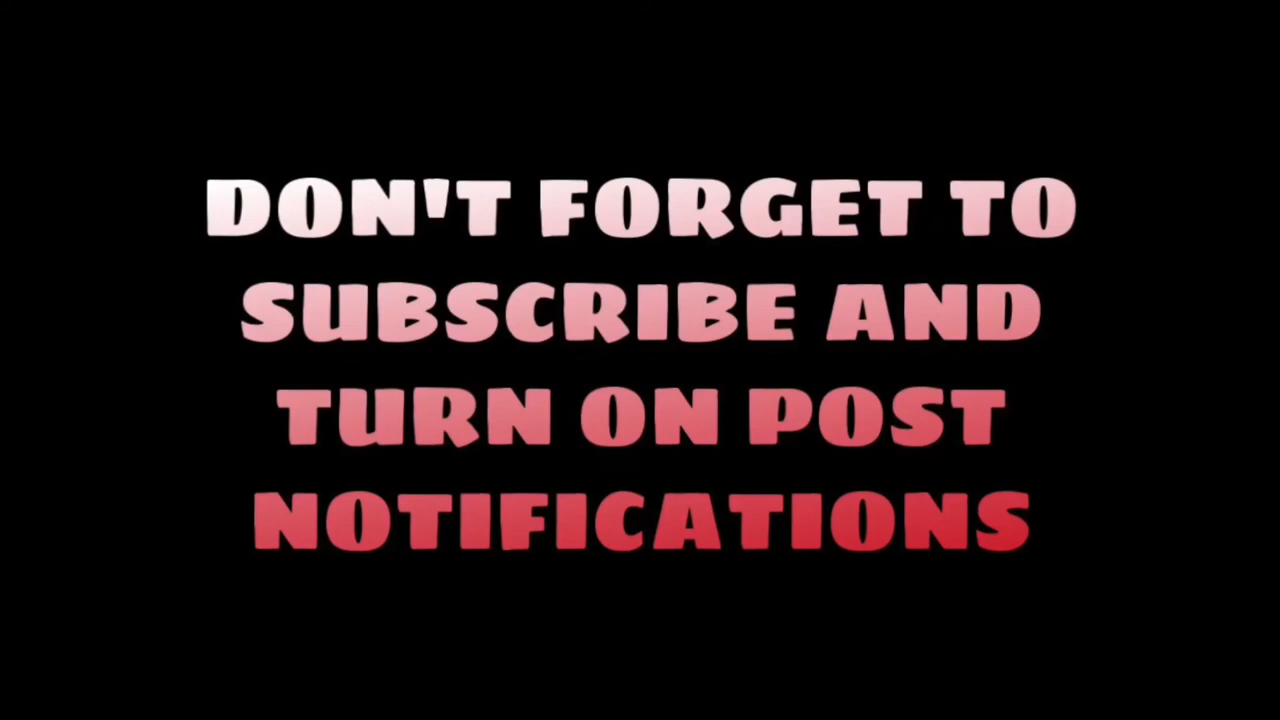 DON'T FORGET TO
SUBSCRIBE AND
TURN ON POST
NOTIFICATIONS